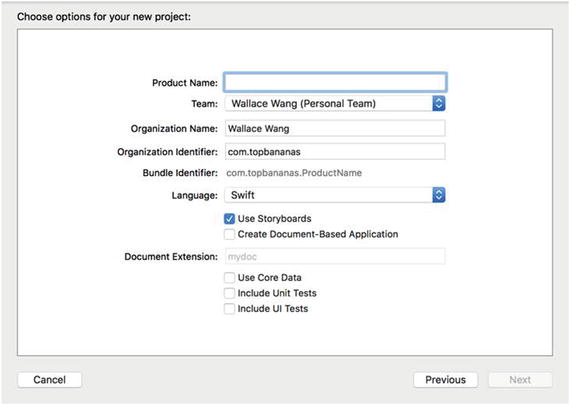 Choose options for your new project:
Product Name:
Team: Wallace Wang (Personal Team)
Organization Name: Wallace Wang
Organization Identifier: com.topbananas
Bundle Identifier: com.topbananas.ProductName
Language: Swift
Use Storyboards
Create Document-Based Application
Document Extension: mydoc
Use Core Data
Include Unit Tests
Include UI Tests
Cancel Previous Next